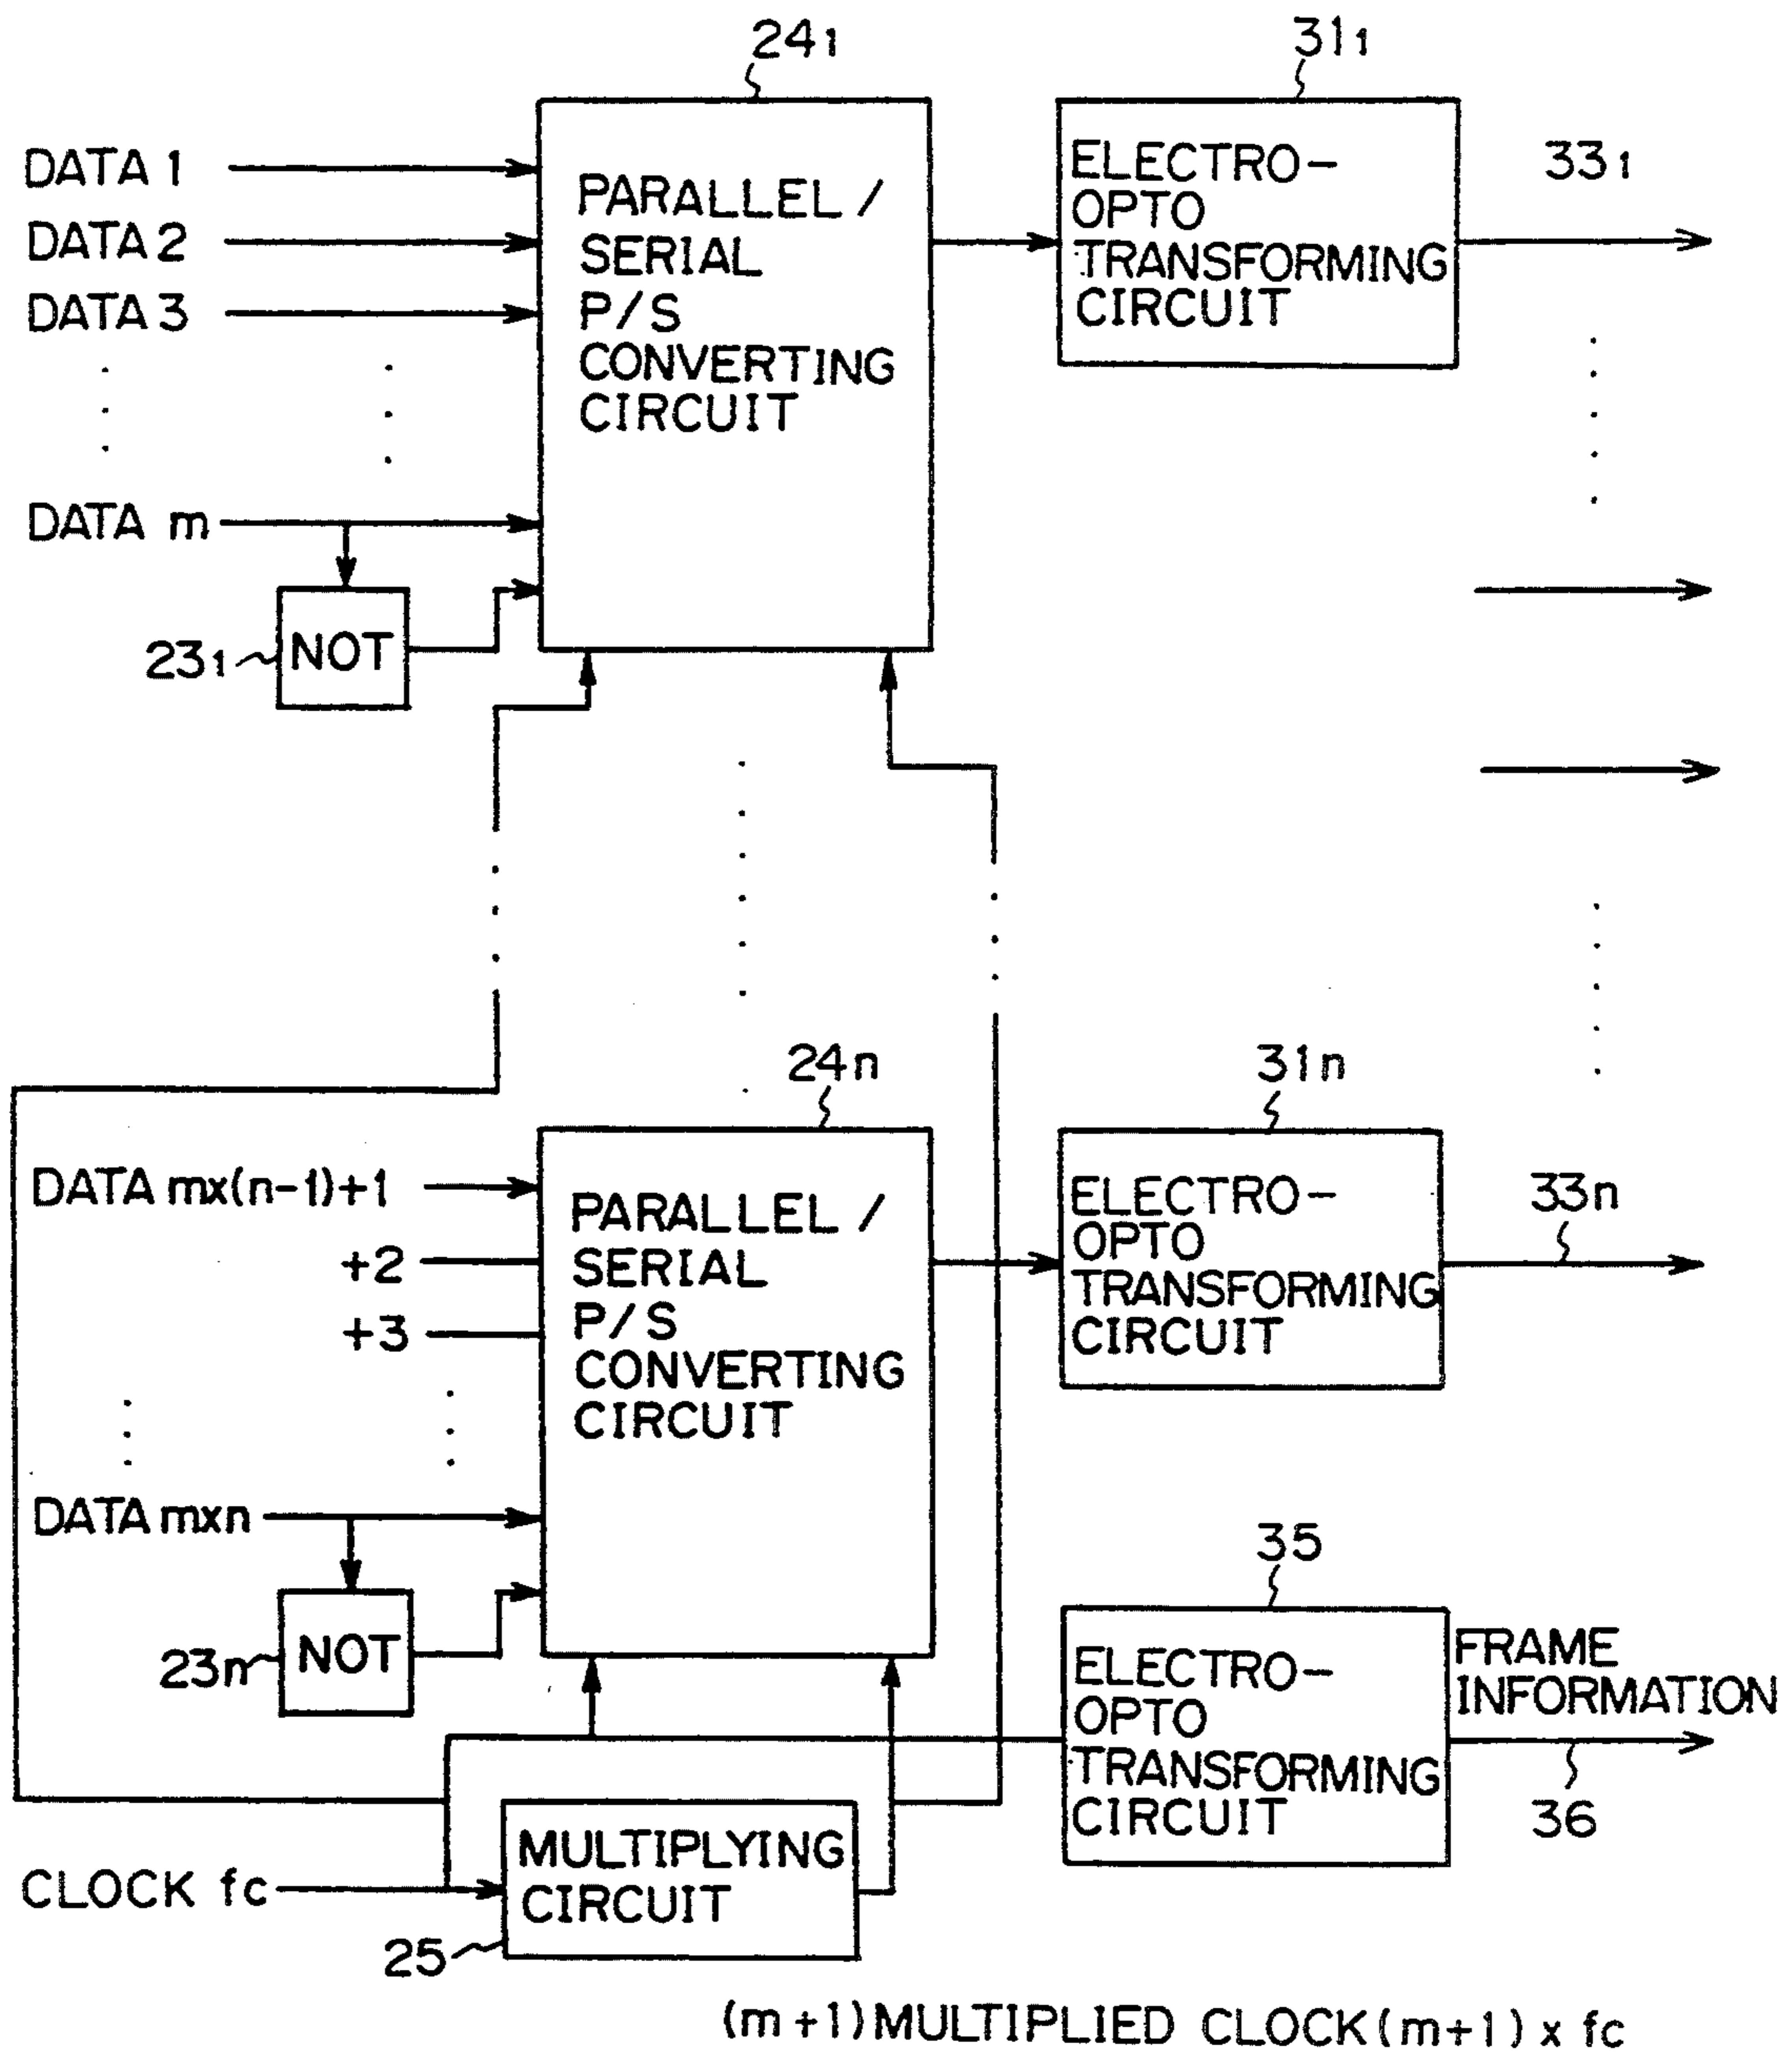 24₁
31₁
DATA 1
DATA 2
DATA 3
DATA m
PARALLEL /
SERIAL
P/S
CONVERTING
CIRCUIT
ELECTRO-
OPTO
TRANSFORMING
CIRCUIT
33₁
23₁
NOT
24n
31n
DATA mx(n-1)+1
+2
+3
DATA mxn
PARALLEL /
SERIAL
P/S
CONVERTING
CIRCUIT
ELECTRO-
OPTO
TRANSFORMING
CIRCUIT
33n
23n
NOT
35
ELECTRO-
OPTO
TRANSFORMING
CIRCUIT
FRAME
INFORMATION
36
CLOCK fc
MULTIPLYING
CIRCUIT
25
(m+1)MULTIPLIED CLOCK(m+1) x fc